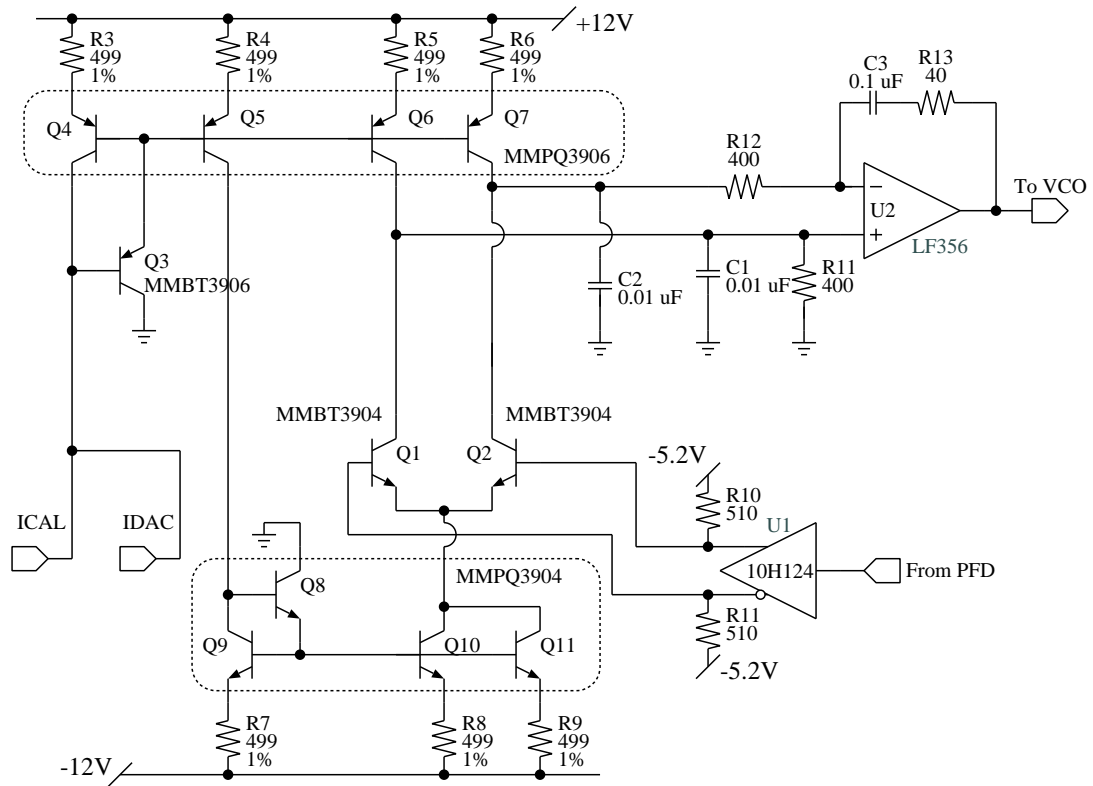 +12V
R3
499
1%
R4
499
1%
R5
499
1%
R6
499
1%
C3
0.1 uF
R13
40
Q4
Q5
Q6
Q7
MMPQ3906
R12
400
To VCO
U2
LF356
Q3
MMBT3906
C2
0.01 uF
C1
0.01 uF
R11
400
MMBT3904
MMBT3904
Q1
Q2
-5.2V
R10
510
U1
ICAL
IDAC
10H124
From PFD
MMPQ3904
Q8
R11
510
Q9
Q10
Q11
-5.2V
R7
499
1%
R8
499
1%
R9
499
1%
-12V